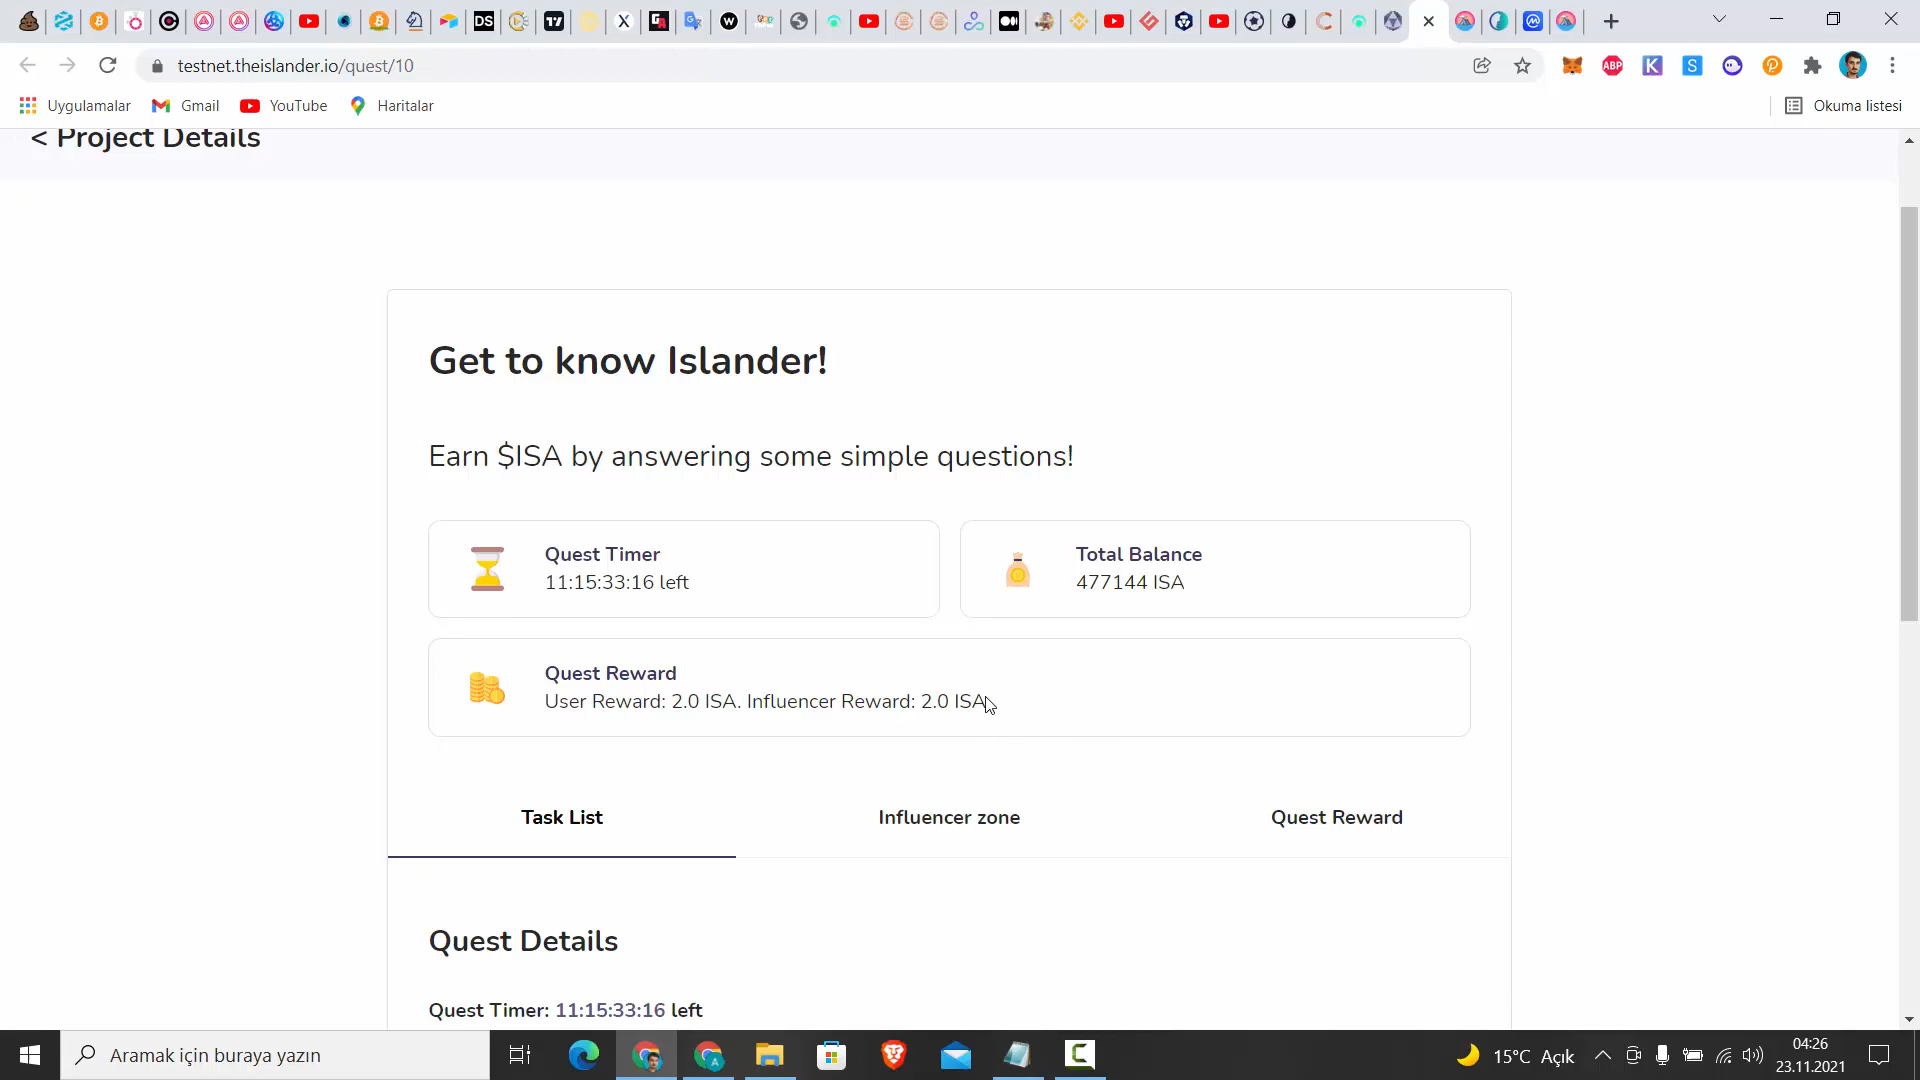 testnet.theislander.io/quest/10
Uygulamalar
Gmail
YouTube
Haritalar
Okuma listesi
< Project Details
Get to know Islander!
Earn $ISA by answering some simple questions!
Quest Timer
11:15:33:16 left
Total Balance
477144 ISA
Quest Reward
User Reward: 2.0 ISA. Influencer Reward: 2.0 ISA
Task List
Influencer zone
Quest Reward
Quest Details
Quest Timer: 11:15:33:16 left
Aramak için buraya yazın
15°C Açık
04:26
23.11.2021